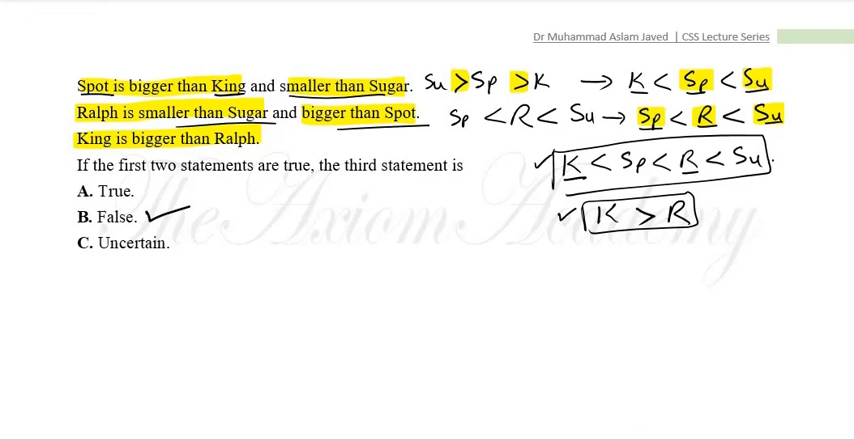 Dr Muhammad Aslam Javed | CSS Lecture Series
Spot is bigger than King and smaller than Sugar. Su > Sp > K → K < Sp < Su
Ralph is smaller than Sugar and bigger than Spot. Sp < R < Su → Sp < R < Su
King is bigger than Ralph.
If the first two statements are true, the third statement is K < Sp < R < Su
A. True.
B. False. K > R
C. Uncertain.
The Axiom Academy